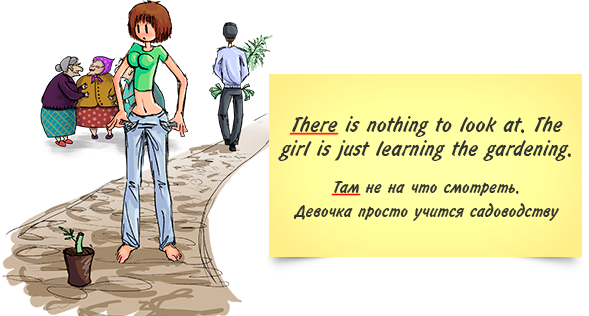 There is nothing to look at. The
girl is just learning the gardening.
Там не на что смотреть.
Девочка просто учится садоводству